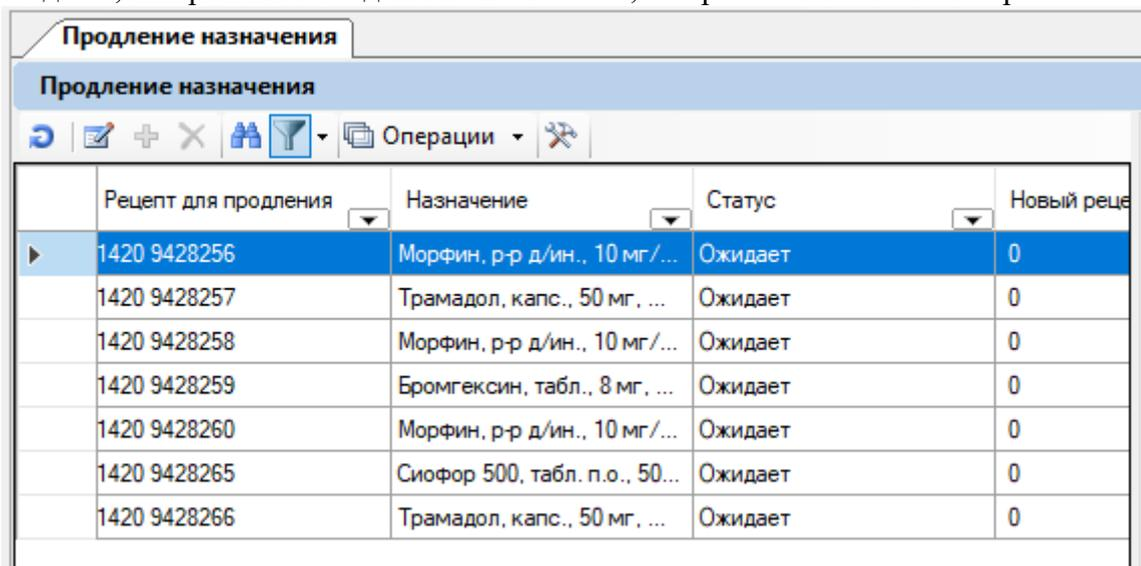 Продление назначения
Продление назначения
Операции
Рецепт для продления Назначение Статус Новый реце
1420 9428256 Морфин, р-р д/ин., 10 мг/... Ожидает 0
1420 9428257 Трамадол, капс., 50 мг, ... Ожидает 0
1420 9428258 Морфин, р-р д/ин., 10 мг/... Ожидает 0
1420 9428259 Бромгексин, табл., 8 мг, ... Ожидает 0
1420 9428260 Морфин, р-р д/ин., 10 мг/... Ожидает 0
1420 9428265 Сиофор 500, табл. п.о., 50... Ожидает 0
1420 9428266 Трамадол, капс., 50 мг, ... Ожидает 0